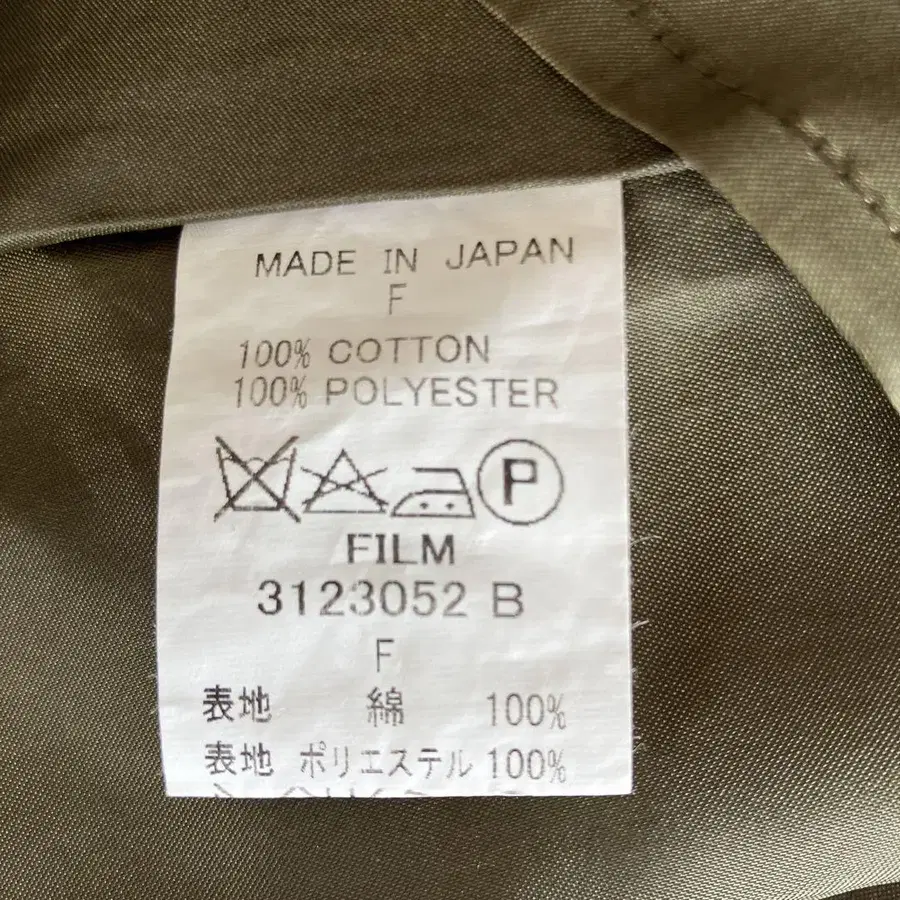 MADE IN JAPAN
F
100% COTTON
100% POLYESTER
P
FILM
3123052 B
F
表地 綿 100%
表地 ポリエステル 100%